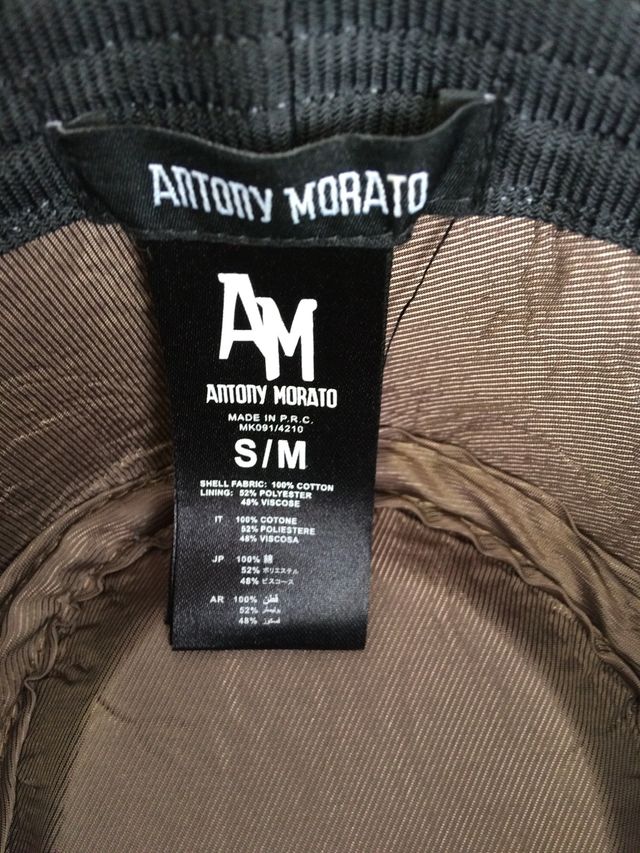 ANTONY MORATO
AM
ANTONY MORATO
MADE IN P.R.C.
MK091/4210
S/M
SHELL FABRIC: 100% COTTON
LINING: 52% POLYESTER
48% VISCOSE
IT 100% COTONE
52% POLIESTERE
48% VISCOSA
JP 100% 綿
52% ポリエステル
48% ビスコース
AR 100% قطن
52% بوليستر
48% فسكوز